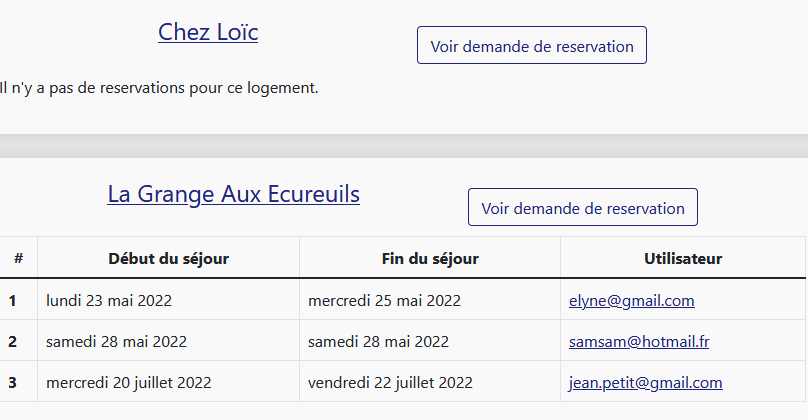 Chez Loïc
Voir demande de reservation
Il n'y a pas de reservations pour ce logement.
La Grange Aux Ecureuils
Voir demande de reservation
# Début du séjour Fin du séjour Utilisateur
1 lundi 23 mai 2022 mercredi 25 mai 2022 elyne@gmail.com
2 samedi 28 mai 2022 samedi 28 mai 2022 samsam@hotmail.fr
3 mercredi 20 juillet 2022 vendredi 22 juillet 2022 jean.petit@gmail.com